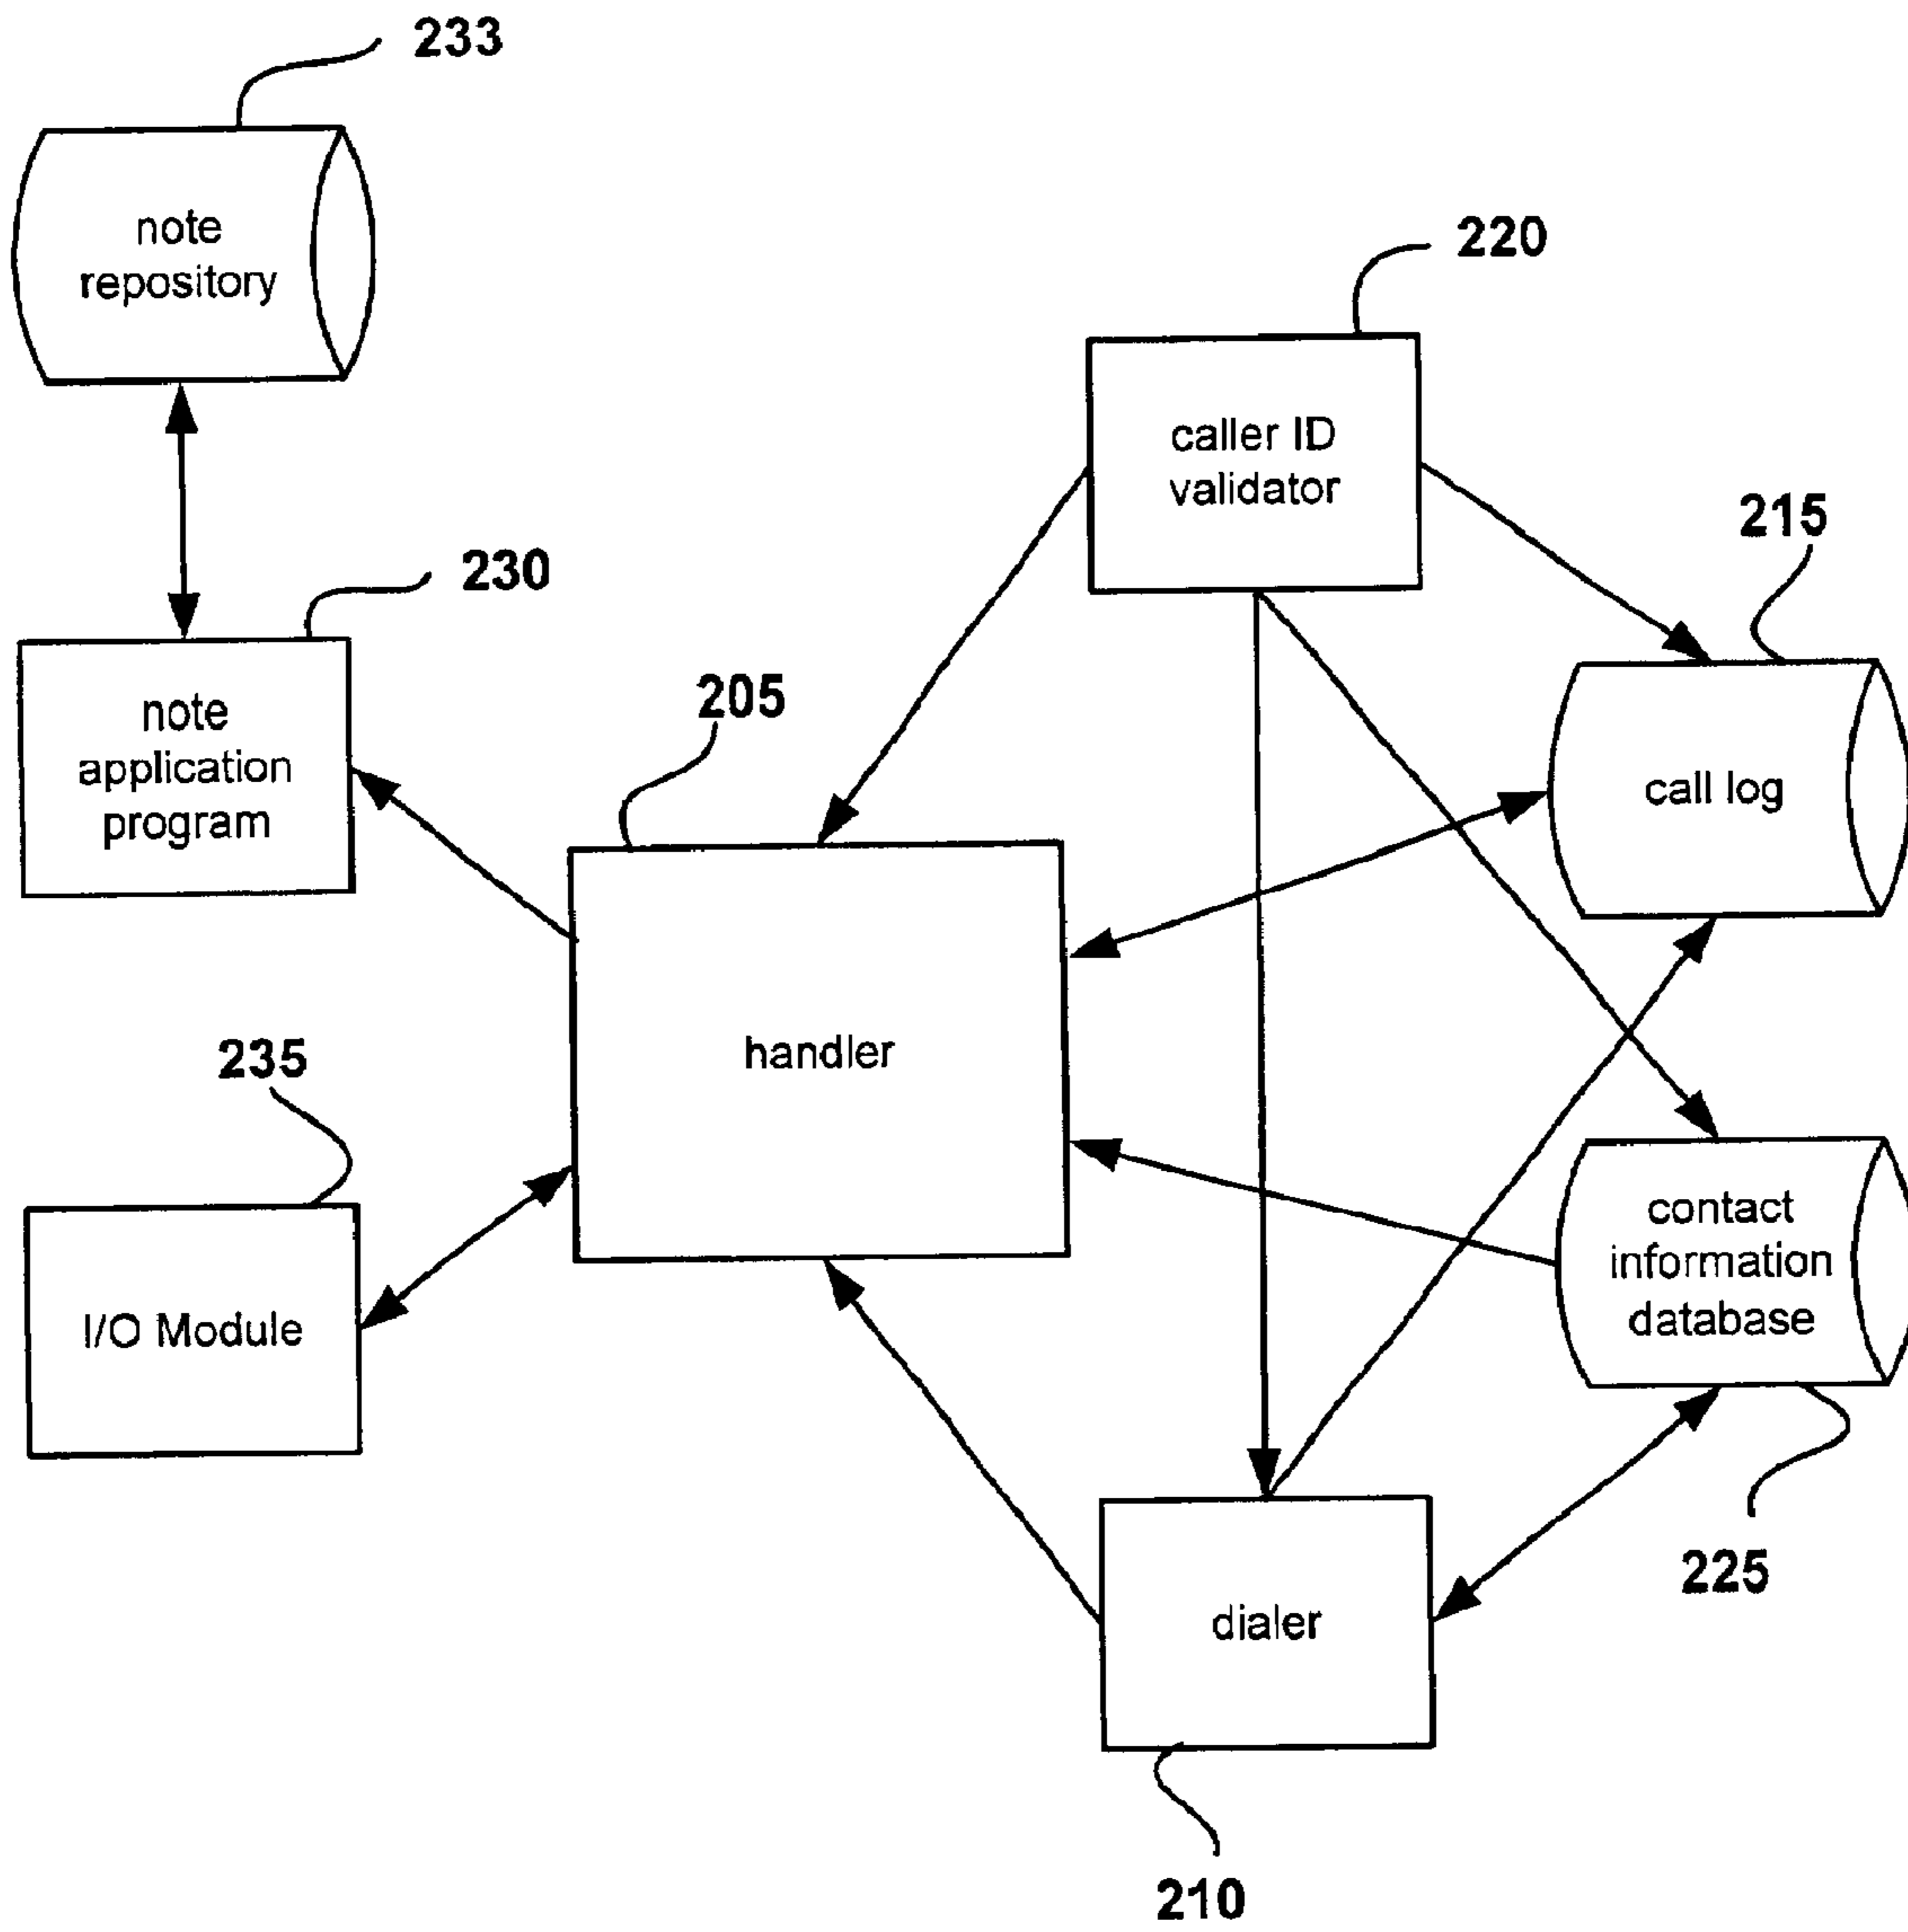 233
note
repository
220
caller ID
validator
215
230
note
application
program
205
call log
handler
235
contact
information
database
I/O Module
225
dialer
210